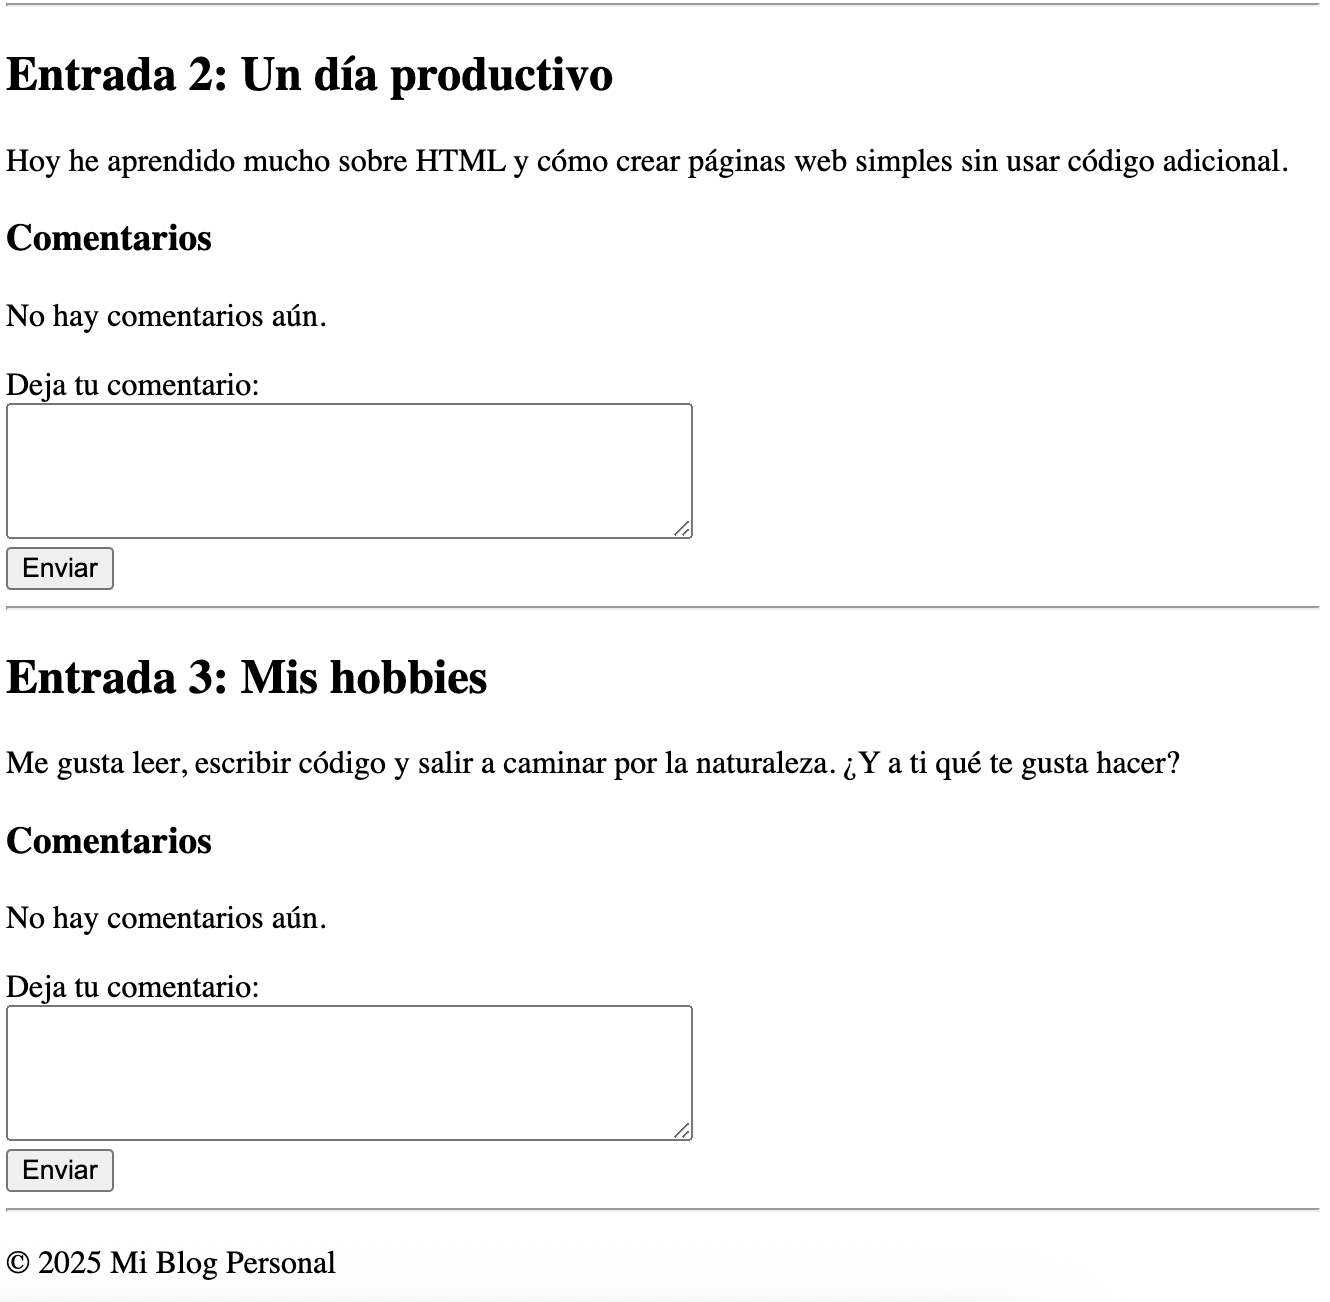 Entrada 2: Un día productivo
Hoy he aprendido mucho sobre HTML y cómo crear páginas web simples sin usar código adicional.
Comentarios
No hay comentarios aún.
Deja tu comentario:
Enviar
Entrada 3: Mis hobbies
Me gusta leer, escribir código y salir a caminar por la naturaleza. ¿Y a ti qué te gusta hacer?
Comentarios
No hay comentarios aún.
Deja tu comentario:
Enviar
© 2025 Mi Blog Personal